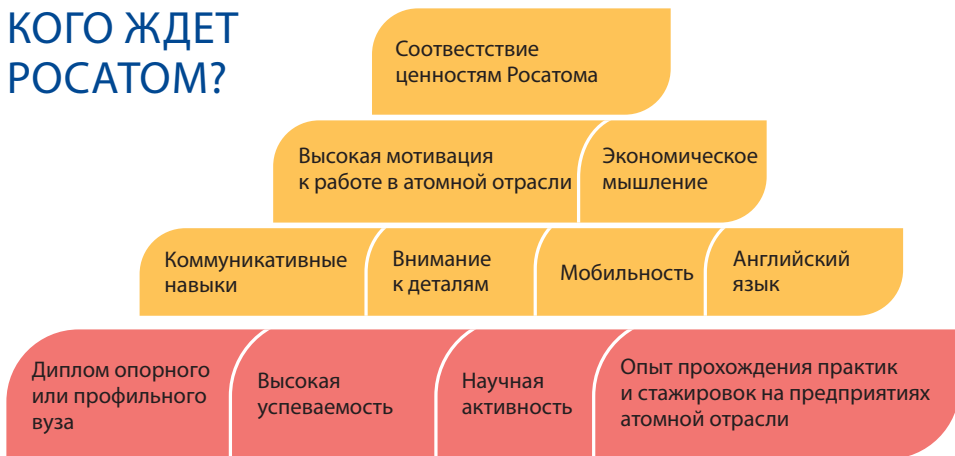 КОГО ЖДЕТ
РОСАТОМ?
Соотвестствие
ценностям Росатома
Высокая мотивация
к работе в атомной отрасли
Экономическое
мышление
Коммуникативные
навыки
Внимание
к деталям
Мобильность
Английский
язык
Диплом опорного
или профильного
вуза
Высокая
успеваемость
Научная
активность
Опыт прохождения практик
и стажировок на предприятиях
атомной отрасли